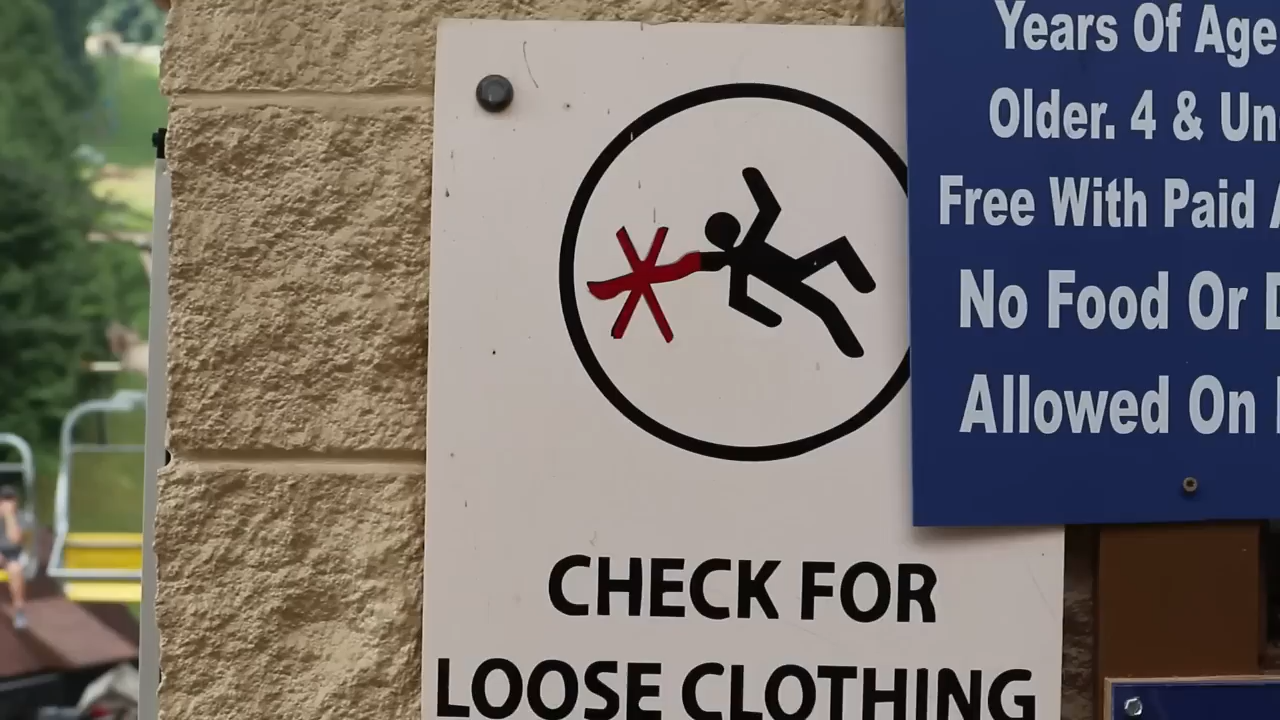 CHECK FOR
LOOSE CLOTHING
Years Of Age
Older. 4 & Un
Free With Paid
No Food Or D
Allowed On